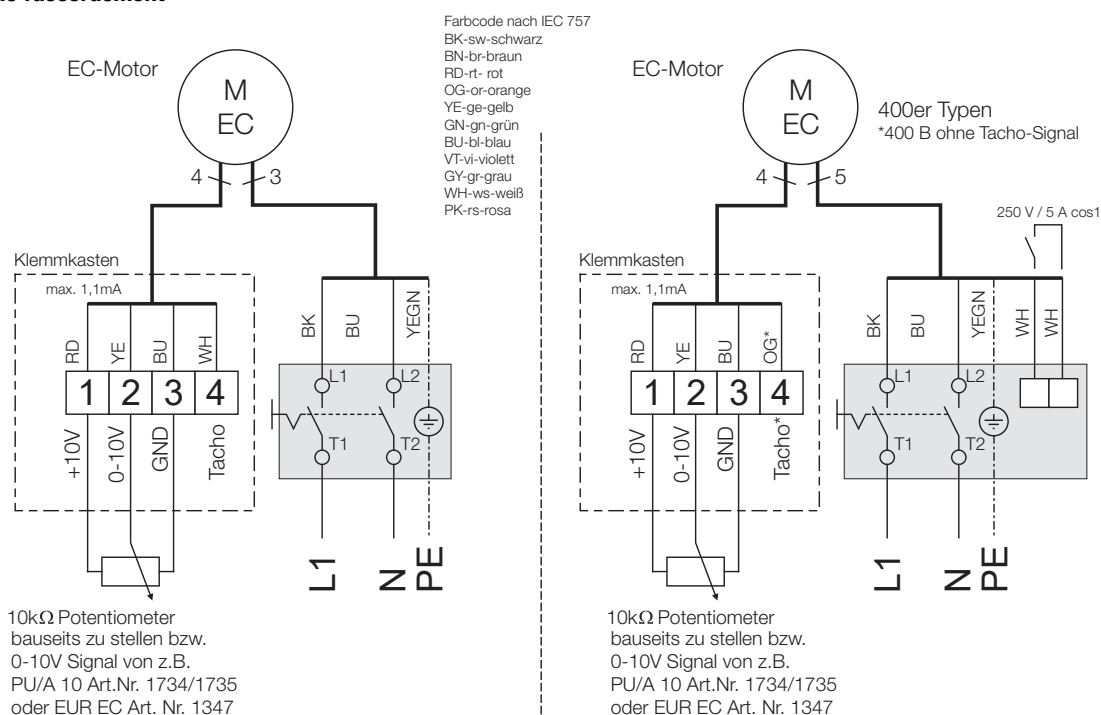 EC-Motor
M
EC
4
3
Klemmkasten
max. 1,1mA
RD
YE
BU
WH
1
2
3
4
+10V
0-10V
GND
Tacho
BK
BU
YEGN
L1
L2
T1
T2
L1
N
PE
10kΩ Potentiometer
bauseits zu stellen bzw.
0-10V Signal von z.B.
PU/A 10 Art.Nr. 1734/1735
oder EUR EC Art. Nr. 1347
Farbcode nach IEC 757
BK-sw-schwarz
BN-br-braun
RD-rt- rot
OG-or-orange
YE-ge-gelb
GN-gn-grün
BU-bl-blau
VT-vi-violett
GY-gr-grau
WH-ws-weiß
PK-rs-rosa
EC-Motor
M
EC
400er Typen
*400 B ohne Tacho-Signal
4
5
250 V / 5 A cos1
Klemmkasten
max. 1,1mA
RD
YE
BU
OG*
1
2
3
4
+10V
0-10V
GND
Tacho*
BK
BU
YEGN
WH
WH
L1
L2
T1
T2
L1
N
PE
10kΩ Potentiometer
bauseits zu stellen bzw.
0-10V Signal von z.B.
PU/A 10 Art.Nr. 1734/1735
oder EUR EC Art. Nr. 1347